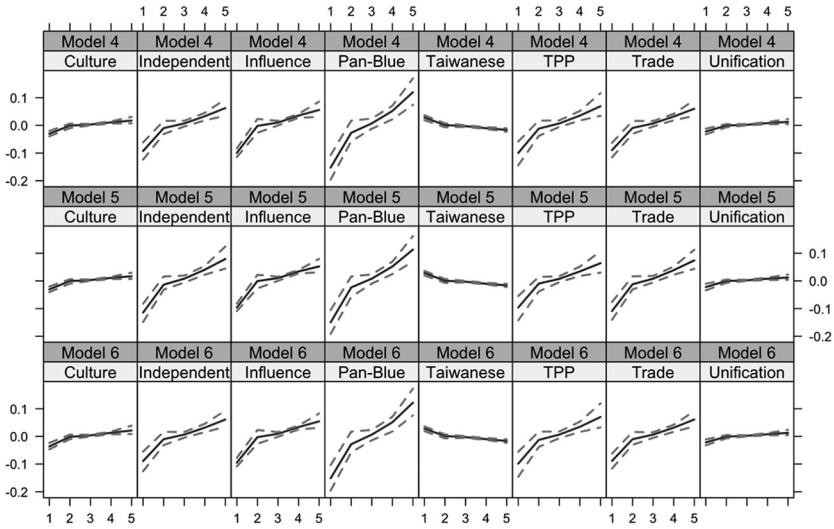 1 2 3 4 5 1 2 3 4 5 1 2 3 4 5 1 2 3 4 5
Model 4 Model 4 Model 4 Model 4 Model 4 Model 4 Model 4 Model 4
Culture Independent Influence Pan-Blue Taiwanese TPP Trade Unification
0.1
0.0
-0.1
-0.2
Model 5 Model 5 Model 5 Model 5 Model 5 Model 5 Model 5 Model 5
Culture Independent Influence Pan-Blue Taiwanese TPP Trade Unification
0.1
0.0
-0.1
-0.2
Model 6 Model 6 Model 6 Model 6 Model 6 Model 6 Model 6 Model 6
Culture Independent Influence Pan-Blue Taiwanese TPP Trade Unification
0.1
0.0
-0.1
-0.2
1 2 3 4 5 1 2 3 4 5 1 2 3 4 5 1 2 3 4 5